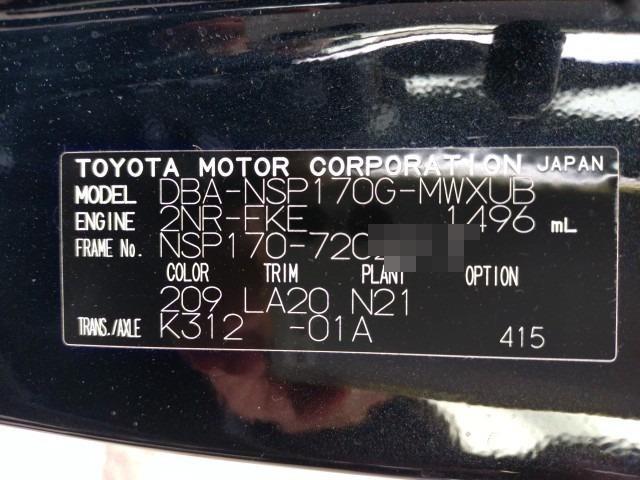 TOYOTA MOTOR CORPORATION JAPAN
MODEL DBA-NSP170G-MWXUB
ENGINE 2NR-FKE 1496 mL
FRAME No. NSP170-720
COLOR TRIM PLANT OPTION
209 LA20 N21
TRANS./AXLE K312 -01A 415